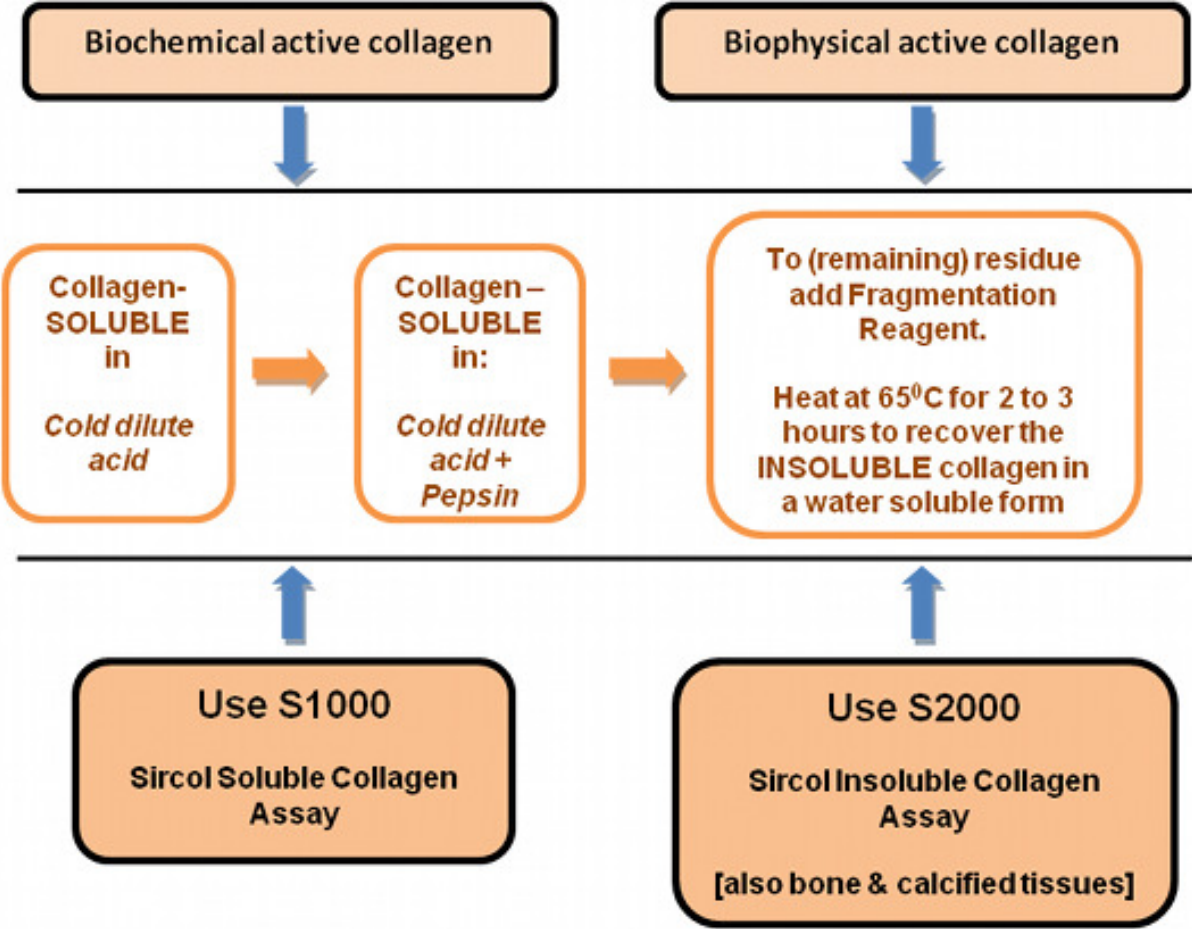 Biochemical active collagen
Biophysical active collagen
Collagen-
SOLUBLE
in
Cold dilute
acid
Collagen –
SOLUBLE
in:
Cold dilute
acid +
Pepsin
To (remaining) residue
add Fragmentation
Reagent.
Heat at 65⁰C for 2 to 3
hours to recover the
INSOLUBLE collagen in
a water soluble form
Use S1000
Sircol Soluble Collagen
Assay
Use S2000
Sircol Insoluble Collagen
Assay
[also bone & calcified tissues]